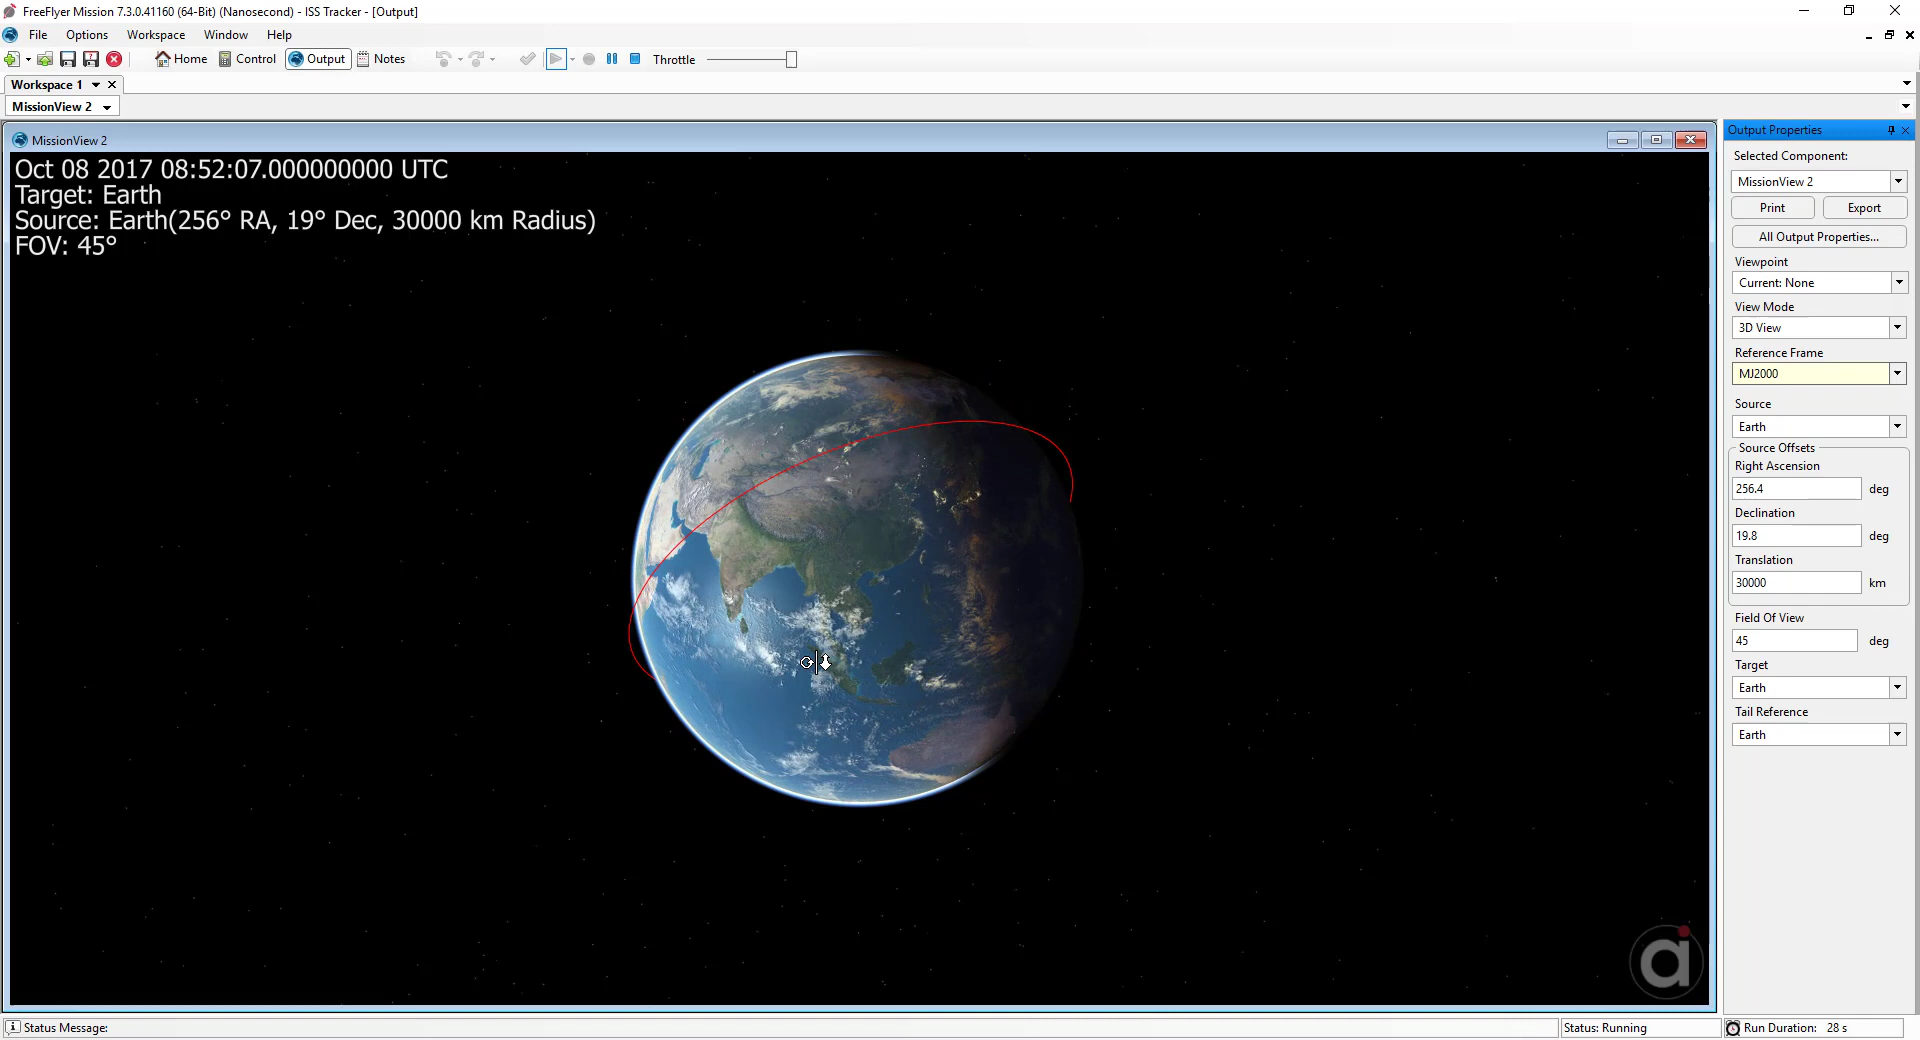 FreeFlyer Mission 7.3.0.41160 (64-Bit) (Nanosecond) - ISS Tracker - [Output]
File Options Workspace Window Help
Home Control Output Notes Throttle
Workspace 1
MissionView 2
MissionView 2
Oct 08 2017 08:52:07.000000000 UTC
Target: Earth
Source: Earth(256° RA, 19° Dec, 30000 km Radius)
FOV: 45°
Output Properties
Selected Component:
MissionView 2
Print Export
All Output Properties...
Viewpoint
Current: None
View Mode
3D View
Reference Frame
MJ2000
Source
Earth
Source Offsets
Right Ascension
256.4 deg
Declination
19.8 deg
Translation
30000 km
Field Of View
45 deg
Target
Earth
Tail Reference
Earth
a
Status Message: Status: Running Run Duration: 28 s